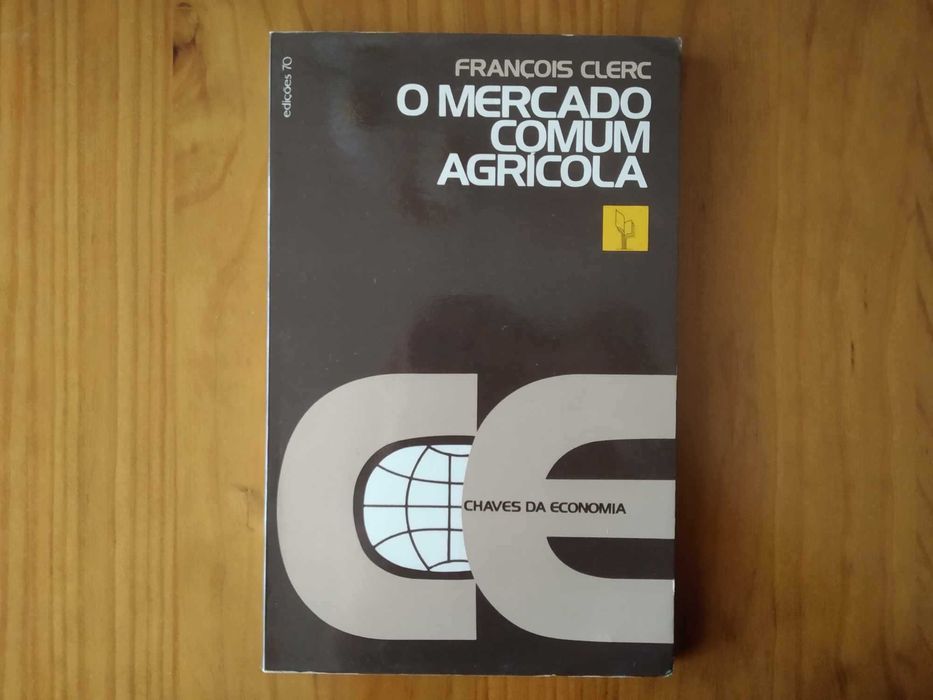 edições 70
FRANÇOIS CLERC
O MERCADO
COMUM
AGRÍCOLA
CE
CHAVES DA ECONOMIA